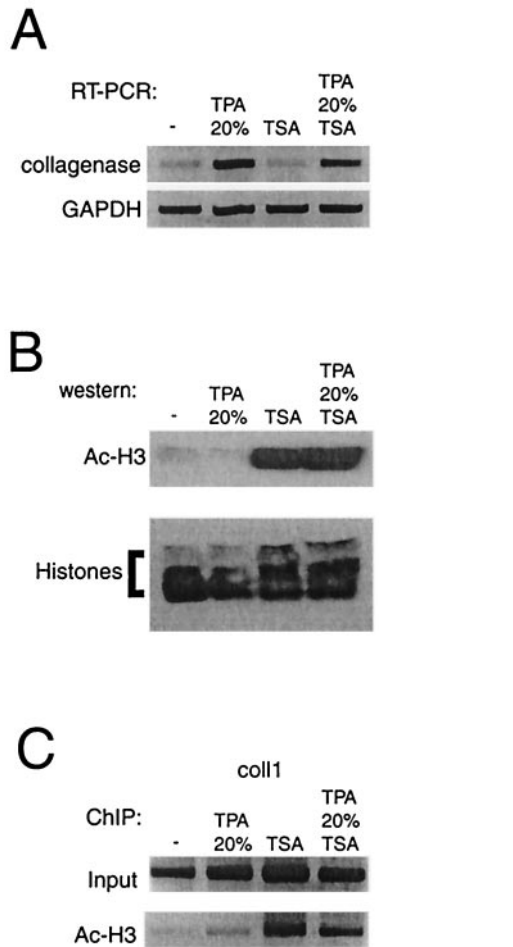 A
RT-PCR:
TPA
TPA 20%
- 20% TSA TSA
collagenase
GAPDH
B
western:
TPA
TPA 20%
- 20% TSA TSA
Ac-H3
Histones
C
coll1
ChIP:
TPA
TPA 20%
- 20% TSA TSA
Input
Ac-H3